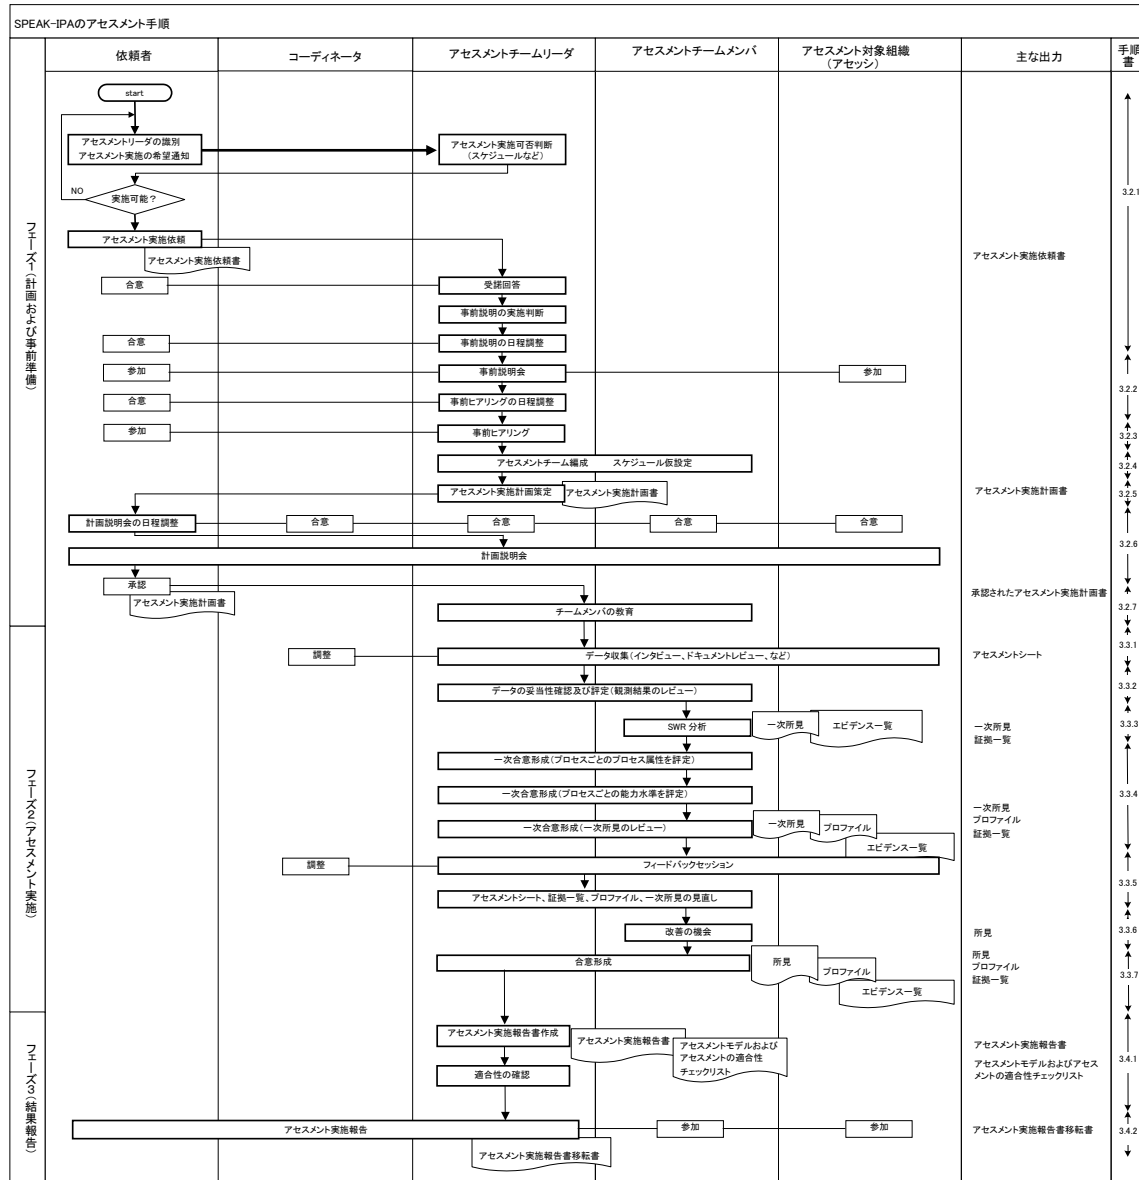 SPEAK-IPAのアセスメント手順
依頼者
コーディネータ
アセスメントチームリーダ
アセスメントチームメンバ
アセスメント対象組織
(アセッシ)
主な出力
手順
書
フェーズ1(計画および事前準備)
start
アセスメントリーダの識別
アセスメント実施の希望通知
アセスメント実施可否判断
(スケジュールなど)
NO
実施可能?
3.2.1
アセスメント実施依頼
アセスメント実施依頼書
アセスメント実施依頼書
合意
受諾回答
事前説明の実施判断
合意
事前説明の日程調整
参加
事前説明会
参加
3.2.2
合意
事前ヒアリングの日程調整
参加
事前ヒアリング
3.2.3
アセスメントチーム編成 スケジュール仮設定
3.2.4
アセスメント実施計画策定
アセスメント実施計画書
アセスメント実施計画書
3.2.5
計画説明会の日程調整
合意
合意
合意
合意
3.2.6
計画説明会
承認
アセスメント実施計画書
承認されたアセスメント実施計画書
チームメンバの教育
3.2.7
フェーズ2(アセスメント実施)
調整
データ収集(インタビュー、ドキュメントレビュー、など)
アセスメントシート
3.3.1
データの妥当性確認及び評定(観測結果のレビュー)
3.3.2
SWR 分析
一次所見
エビデンス一覧
一次所見
証拠一覧
3.3.3
一次合意形成(プロセスごとのプロセス属性を評定)
一次合意形成(プロセスごとの能力水準を評定)
3.3.4
一次合意形成(一次所見のレビュー)
一次所見
プロファイル
エビデンス一覧
一次所見
プロファイル
証拠一覧
調整
フィードバックセッション
3.3.5
アセスメントシート、証拠一覧、プロファイル、一次所見の見直し
改善の機会
所見
3.3.6
合意形成
所見
プロファイル
エビデンス一覧
所見
プロファイル
証拠一覧
3.3.7
フェーズ3(結果報告)
アセスメント実施報告書作成
アセスメント実施報告書
アセスメントモデルおよび
アセスメントの適合性
チェックリスト
アセスメント実施報告書
アセスメントモデルおよびアセス
メントの適合性チェックリスト
3.4.1
適合性の確認
アセスメント実施報告
参加
参加
アセスメント実施報告書移転書
3.4.2
アセスメント実施報告書移転書